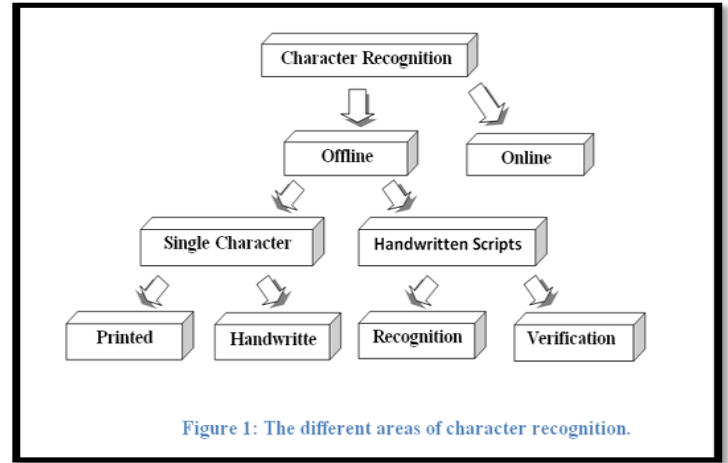 Character Recognition
Offline
Online
Single Character
Handwritten Scripts
Printed
Handwritte
Recognition
Verification
Figure 1: The different areas of character recognition.